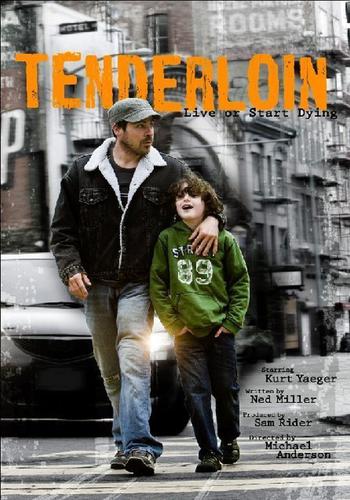 HOTEL
ROOMS
TENDERLOIN
Live or Start Dying
P
89
Starring
Kurt Yaeger
Written by
Ned Miller
Produced by
Sam Rider
Directed by
Michael
Anderson